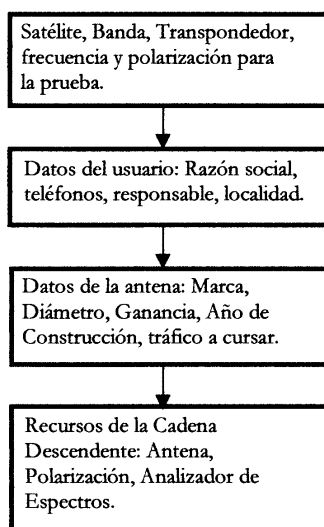 Satélite, Banda, Transpondedor,
frecuencia y polarización para
la prueba.
Datos del usuario: Razón social,
teléfonos, responsable, localidad.
Datos de la antena: Marca,
Diámetro, Ganancia, Año de
Construcción, tráfico a cursar.
Recursos de la Cadena
Descendente: Antena,
Polarización, Analizador de
Espectros.